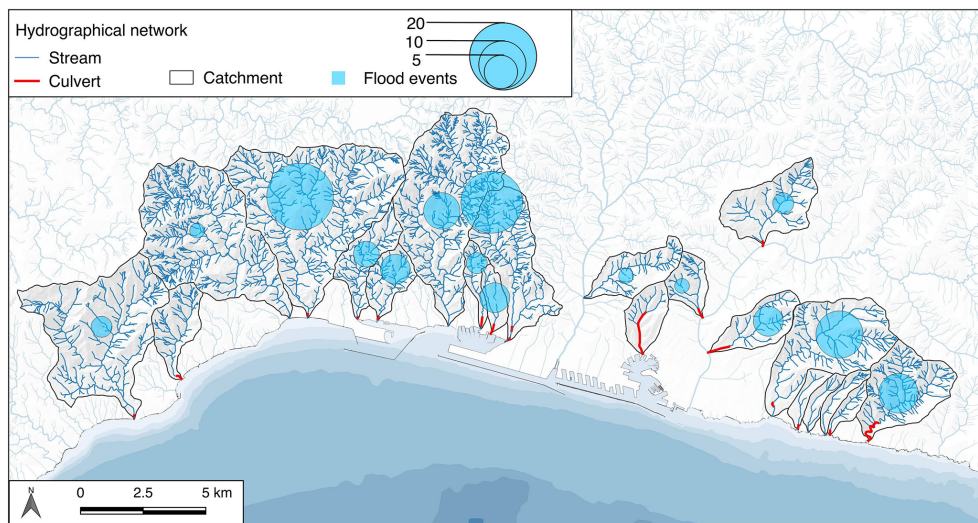 Hydrographical network
Stream
Culvert
Catchment
Flood events
20
10
5
N
0 2.5 5 km